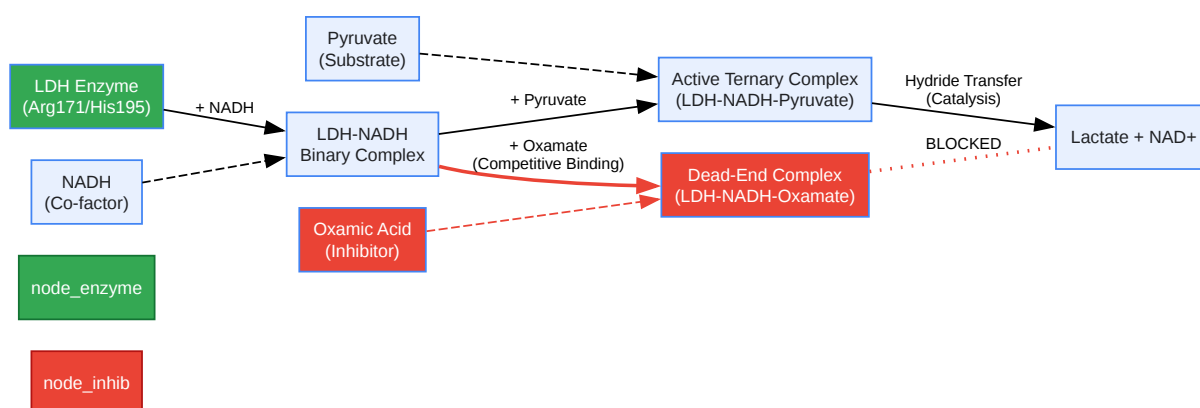 LDH Enzyme
(Arg171/His195)
+ NADH
NADH
(Co-factor)
node_enzyme
node_inhib
Pyruvate
(Substrate)
LDH-NADH
Binary Complex
+ Pyruvate
+ Oxamate
(Competitive Binding)
Oxamic Acid
(Inhibitor)
Active Ternary Complex
(LDH-NADH-Pyruvate)
Dead-End Complex
(LDH-NADH-Oxamate)
Hydride Transfer
(Catalysis)
BLOCKED
Lactate + NAD+